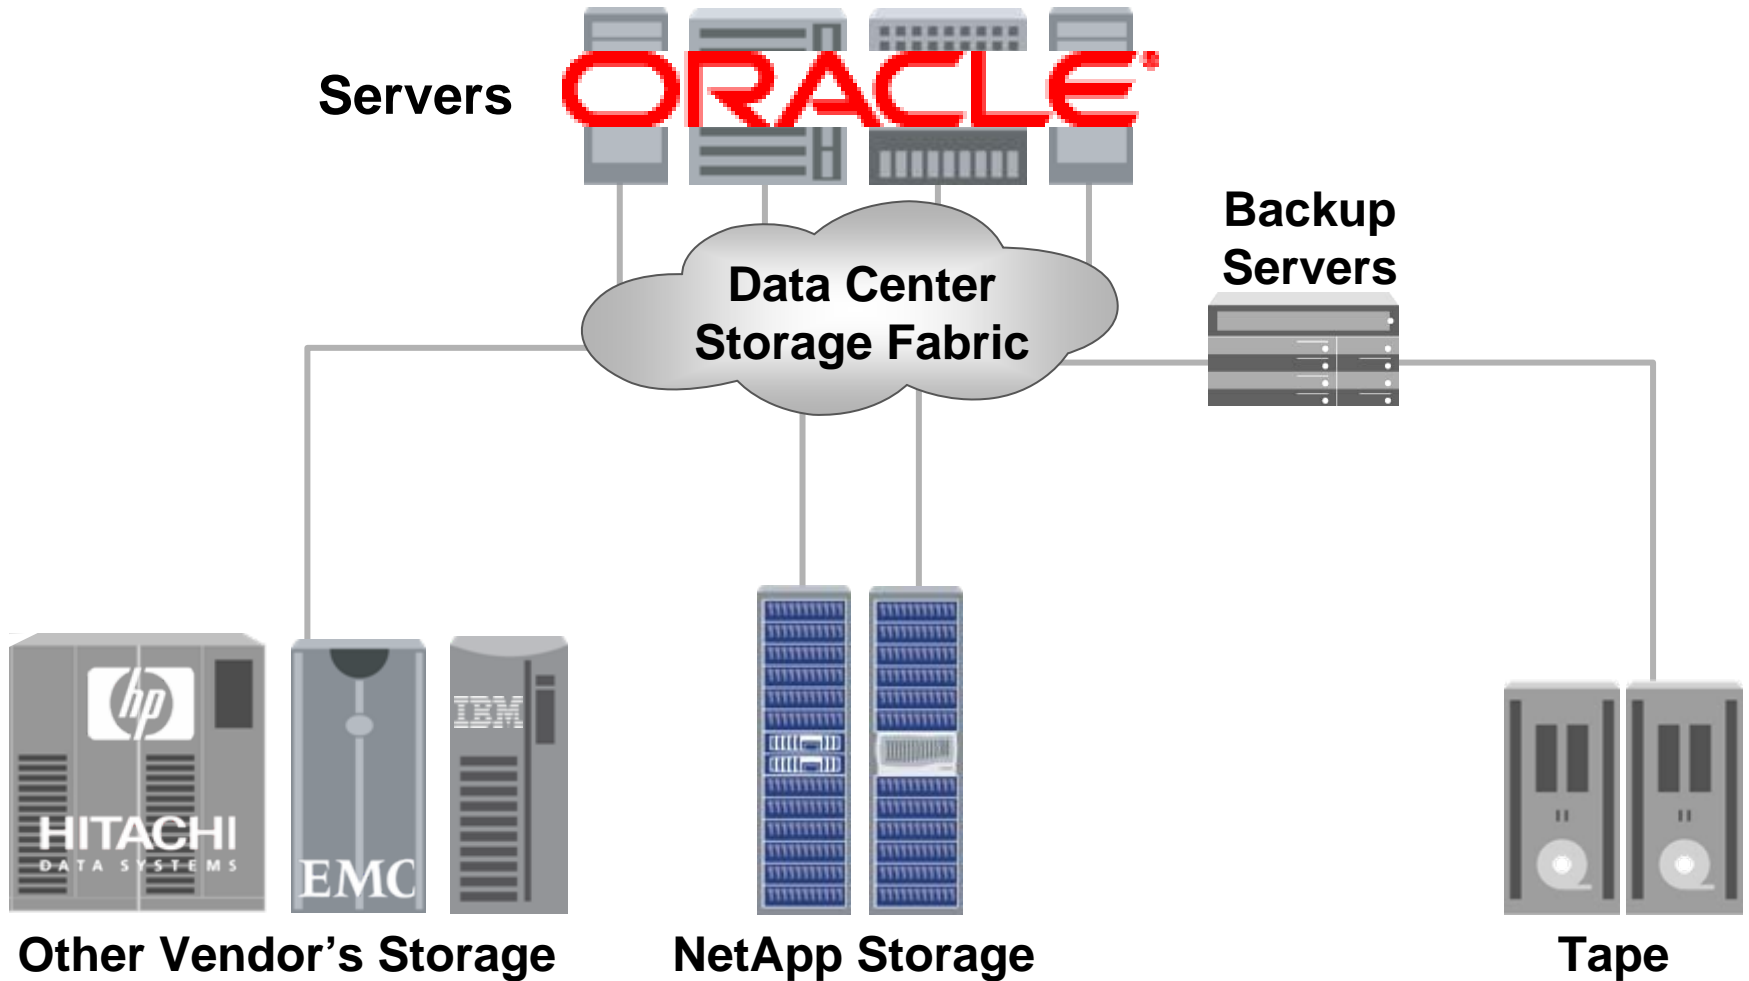 Servers
ORACLE®
Backup
Servers
Data Center
Storage Fabric
hp
HITACHI
DATA SYSTEMS
EMC
IBM
Other Vendor’s Storage
NetApp Storage
Tape